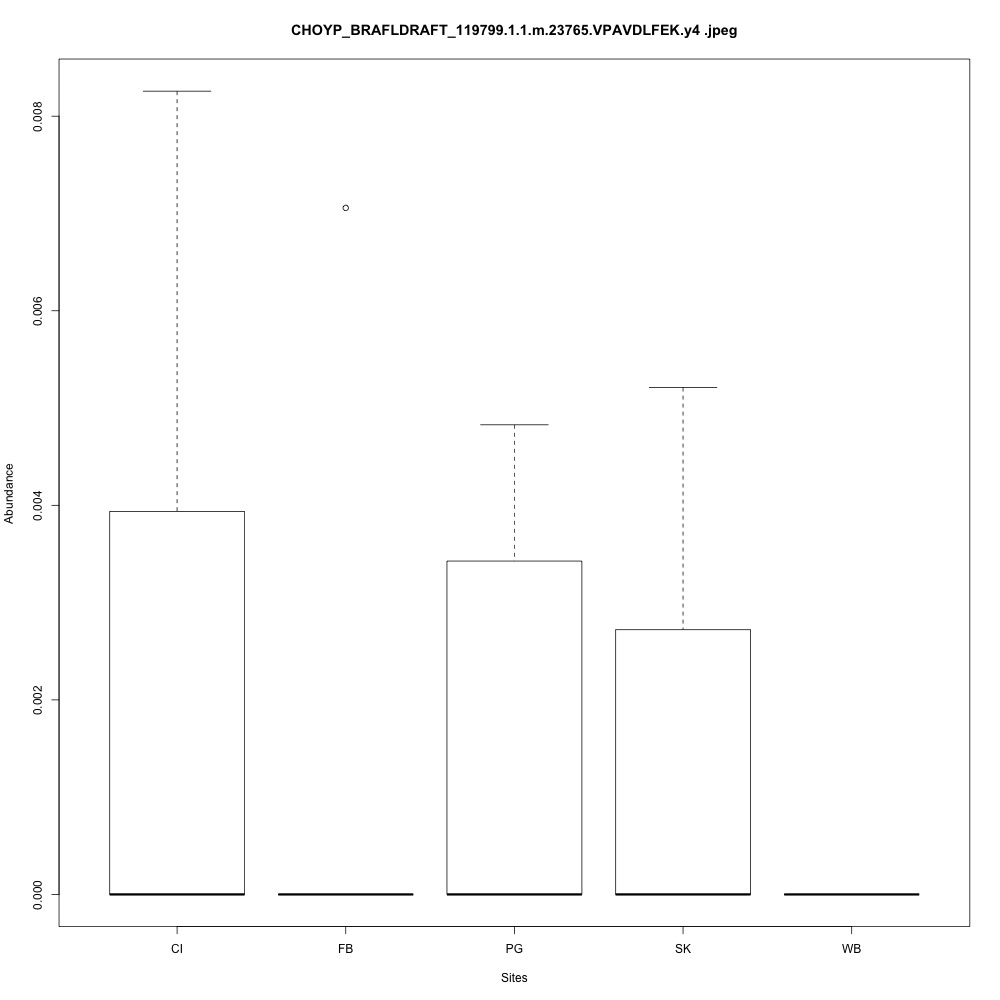 CHOYP_BRAFLDRAFT_119799.1.1.m.23765.VPAVDLFEK.y4 .jpeg
Abundance
0.008
0.006
0.004
0.002
0.000
CI FB PG SK WB
Sites